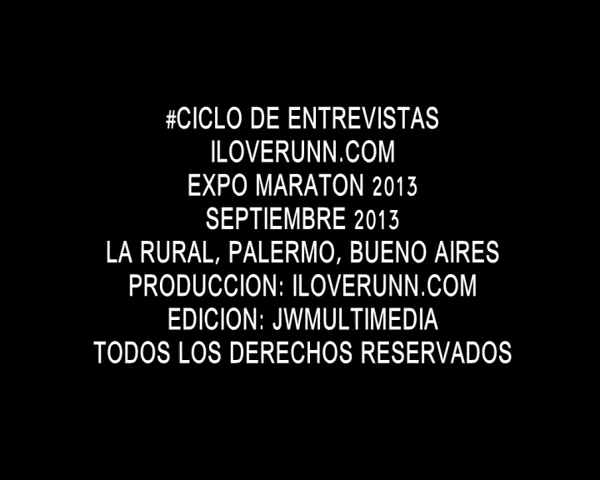 #CICLO DE ENTREVISTAS
ILOVERUNN.COM
EXPO MARATON 2013
SEPTIEMBRE 2013
LA RURAL, PALERMO, BUENO AIRES
PRODUCCION: ILOVERUNN.COM
EDICION: JWMULTIMEDIA
TODOS LOS DERECHOS RESERVADOS